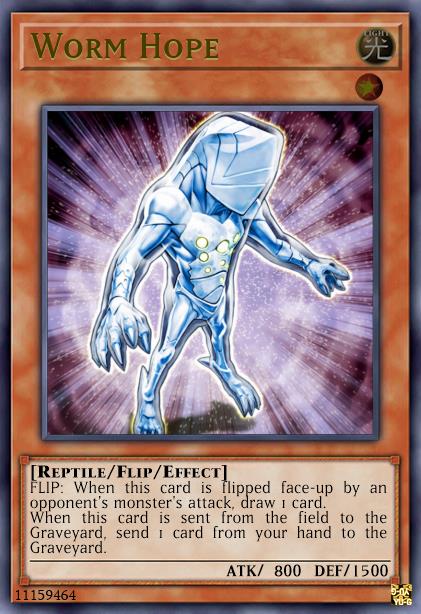 Worm Hope
LIGHT
光
[Reptile/Flip/Effect]
FLIP: When this card is flipped face-up by an
opponent's monster's attack, draw 1 card.
When this card is sent from the field to the
Graveyard, send 1 card from your hand to the
Graveyard.
ATK/ 800 DEF/1500
11159464